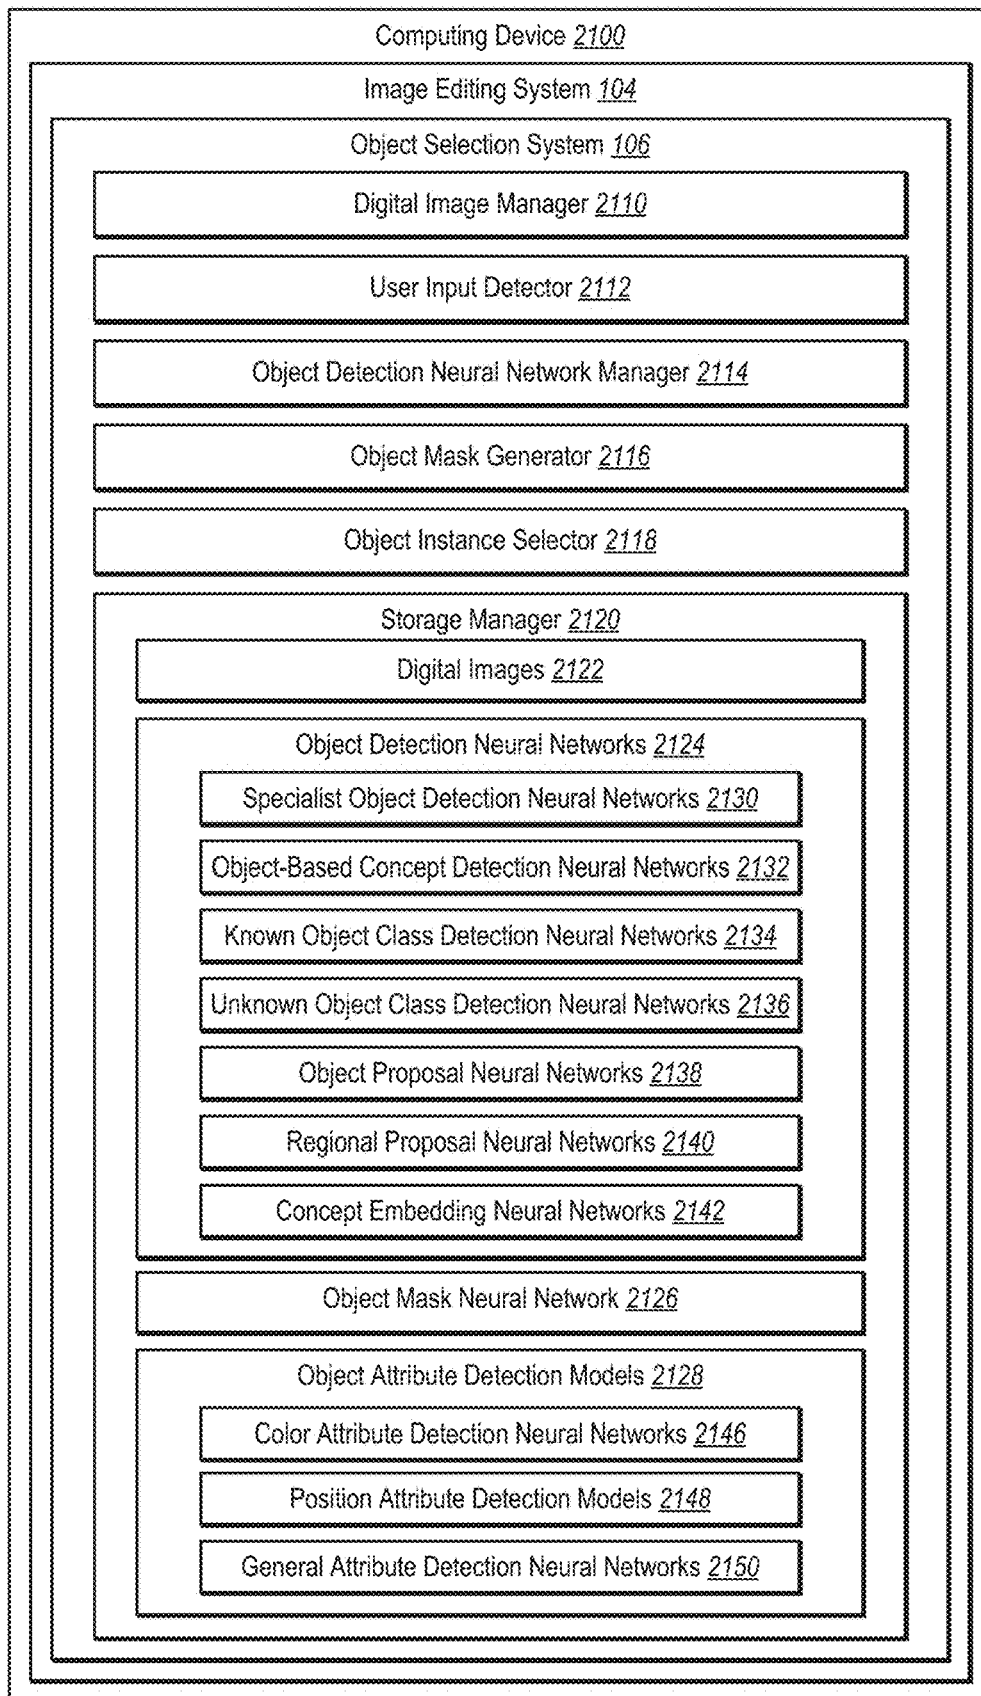 Computing Device 2100
Image Editing System 104
Object Selection System 106
Digital Image Manager 2110
User Input Detector 2112
Object Detection Neural Network Manager 2114
Object Mask Generator 2116
Object Instance Selector 2118
Storage Manager 2120
Digital Images 2122
Object Detection Neural Networks 2124
Specialist Object Detection Neural Networks 2130
Object-Based Concept Detection Neural Networks 2132
Known Object Class Detection Neural Networks 2134
Unknown Object Class Detection Neural Networks 2136
Object Proposal Neural Networks 2138
Regional Proposal Neural Networks 2140
Concept Embedding Neural Networks 2142
Object Mask Neural Network 2126
Object Attribute Detection Models 2128
Color Attribute Detection Neural Networks 2146
Position Attribute Detection Models 2148
General Attribute Detection Neural Networks 2150